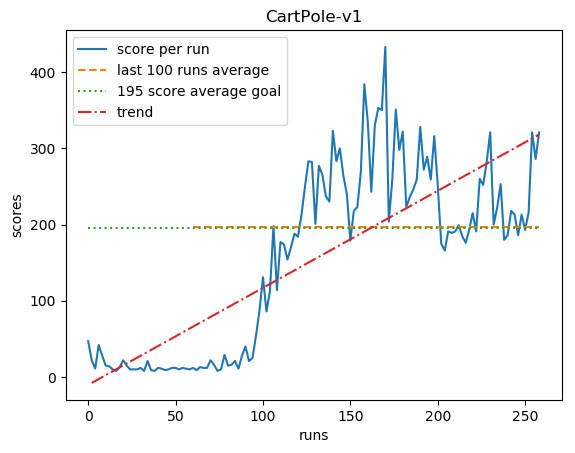 CartPole-v1
score per run
last 100 runs average
195 score average goal
trend
scores
400
300
200
100
0
0 50 100 150 200 250
runs